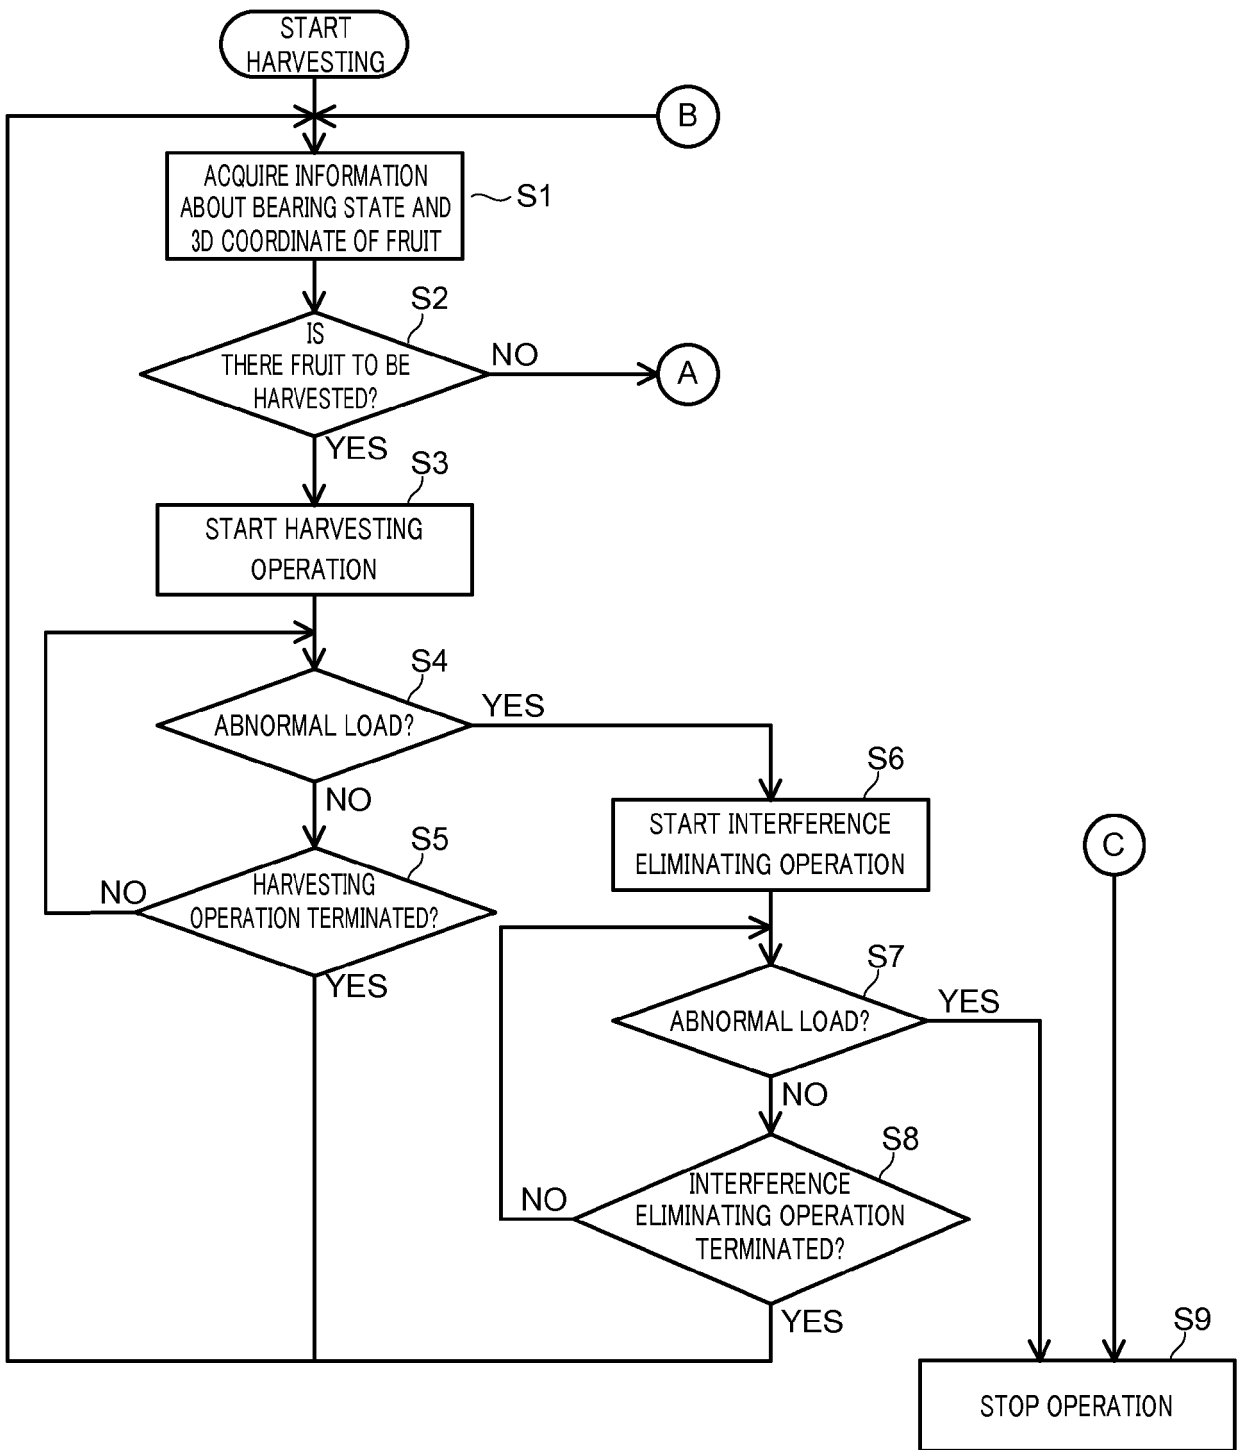 START
HARVESTING
B
ACQUIRE INFORMATION
ABOUT BEARING STATE AND
3D COORDINATE OF FRUIT
S1
S2
IS
THERE FRUIT TO BE
HARVESTED?
NO
A
YES
S3
START HARVESTING
OPERATION
S4
ABNORMAL LOAD?
YES
NO
S6
START INTERFERENCE
ELIMINATING OPERATION
C
S5
HARVESTING
OPERATION TERMINATED?
NO
YES
S7
ABNORMAL LOAD?
YES
NO
S8
INTERFERENCE
ELIMINATING OPERATION
TERMINATED?
NO
YES
S9
STOP OPERATION